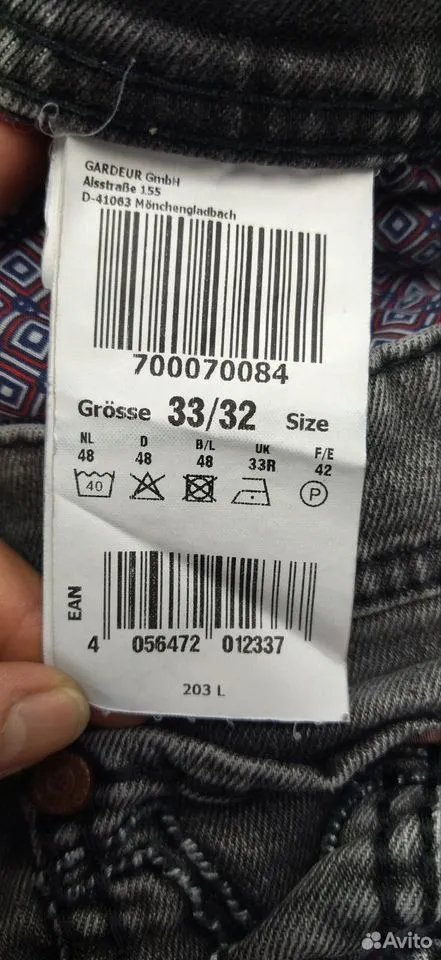 GARDEUR GmbH
Alsstraße 155
D-41063 Mönchengladbach
700070084
Grösse 33/32 Size
NL D B/L UK F/E
48 48 48 33R 42
40 P
EAN
4 056472 012337
203 L
Avito